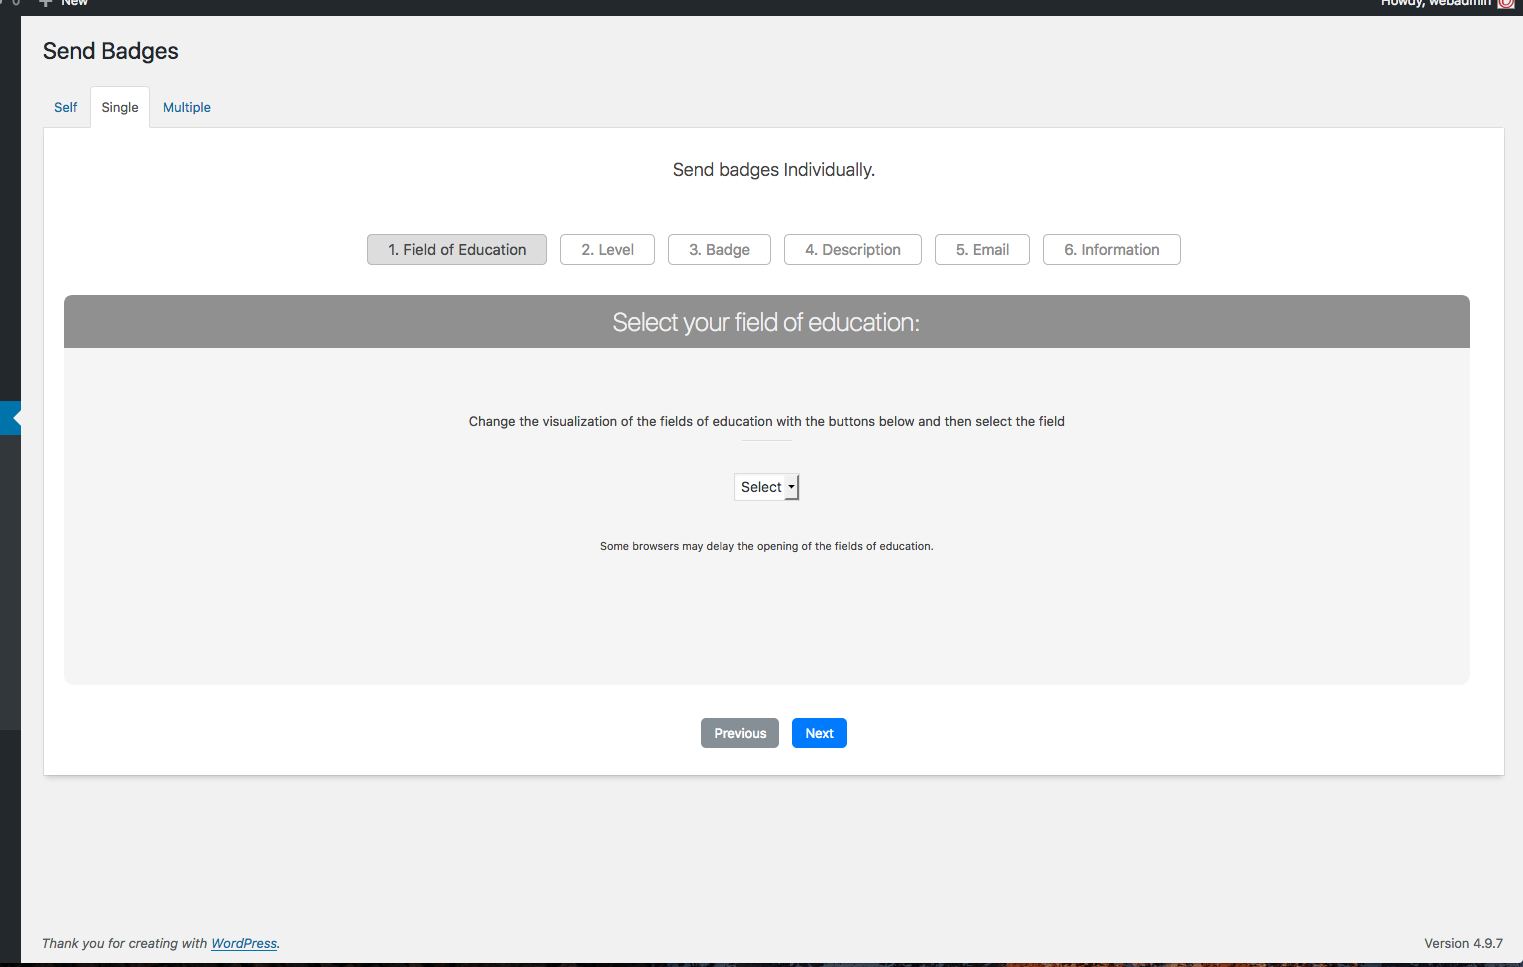 0 New
Howdy, webadmin
Send Badges
Self Single Multiple
Send badges Individually.
1. Field of Education 2. Level 3. Badge 4. Description 5. Email 6. Information
Select your field of education:
Change the visualization of the fields of education with the buttons below and then select the field
Select
Some browsers may delay the opening of the fields of education.
Previous Next
Thank you for creating with WordPress.
Version 4.9.7